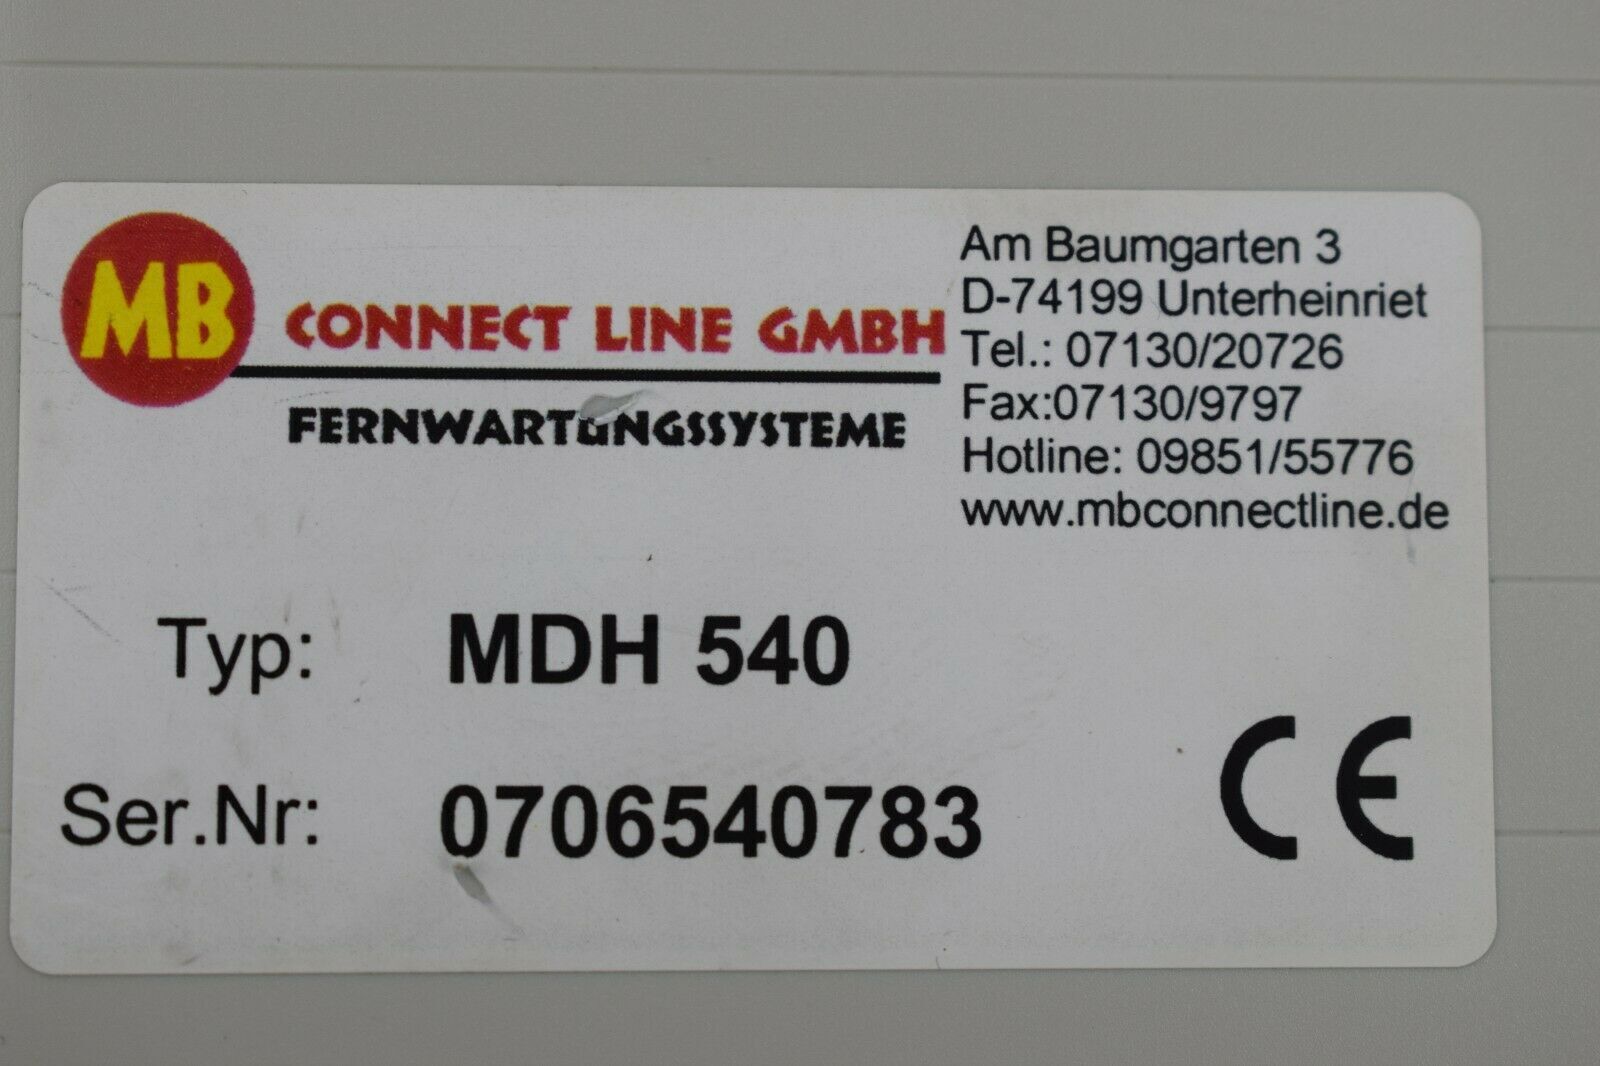 MB
CONNECT LINE GMBH
FERNWARTUNGSSYSTEME
Am Baumgarten 3
D-74199 Unterheinriet
Tel.: 07130/20726
Fax:07130/9797
Hotline: 09851/55776
www.mbconnectline.de
Typ: MDH 540
Ser.Nr: 0706540783
CE